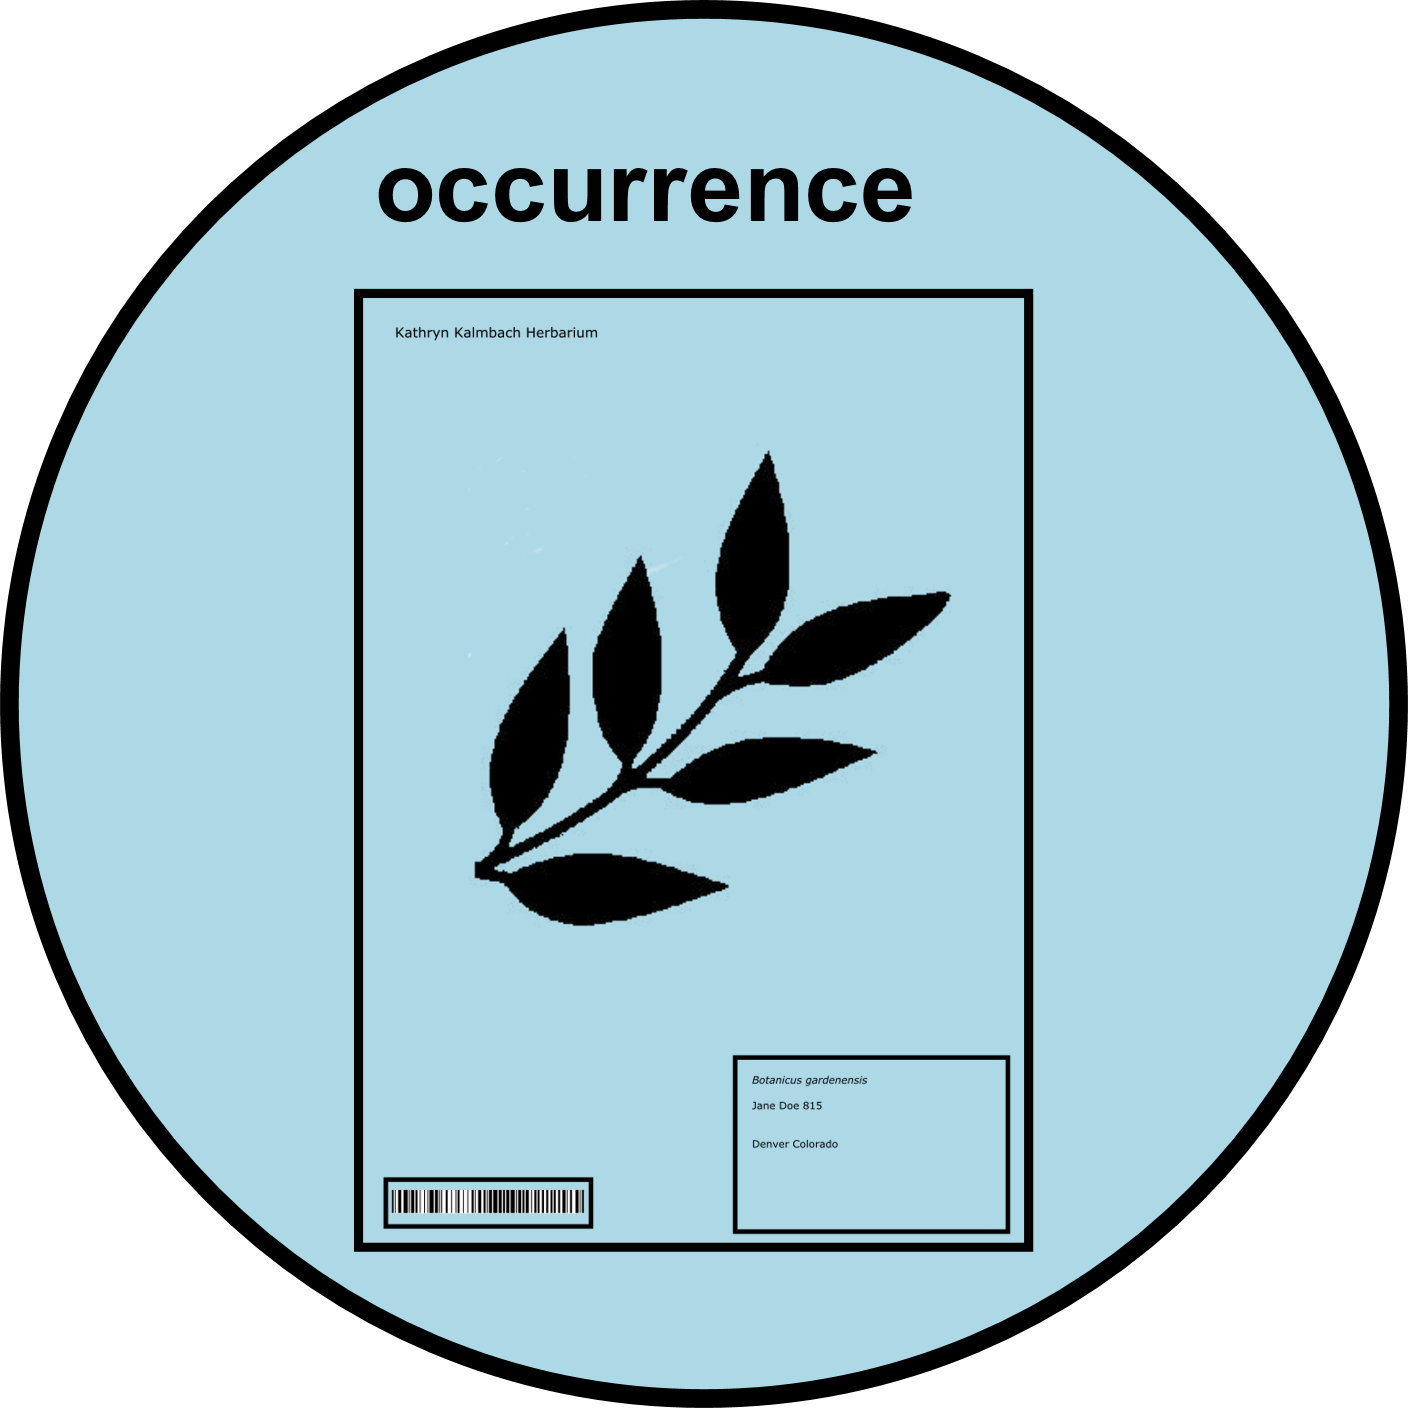 occurrence
Kathryn Kalmbach Herbarium
Botanicus gardenensis
Jane Doe 815
Denver Colorado